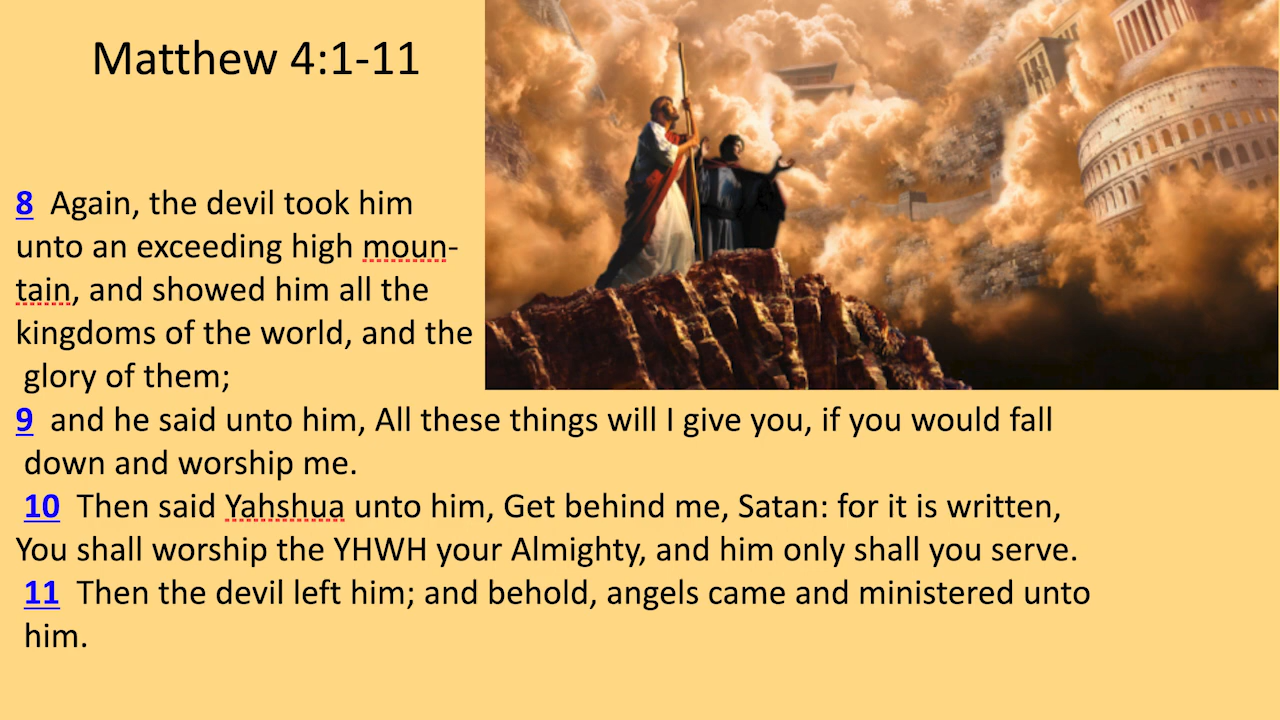 Matthew 4:1-11
8 Again, the devil took him
unto an exceeding high moun-
tain, and showed him all the
kingdoms of the world, and the
glory of them;
9 and he said unto him, All these things will I give you, if you would fall
down and worship me.
10 Then said Yahshua unto him, Get behind me, Satan: for it is written,
You shall worship the YHWH your Almighty, and him only shall you serve.
11 Then the devil left him; and behold, angels came and ministered unto
him.